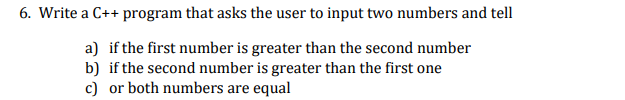 6. Write a C++ program that asks the user to input two numbers and tell
a) if the first number is greater than the second number
b) if the second number is greater than the first one
c) or both numbers are equal